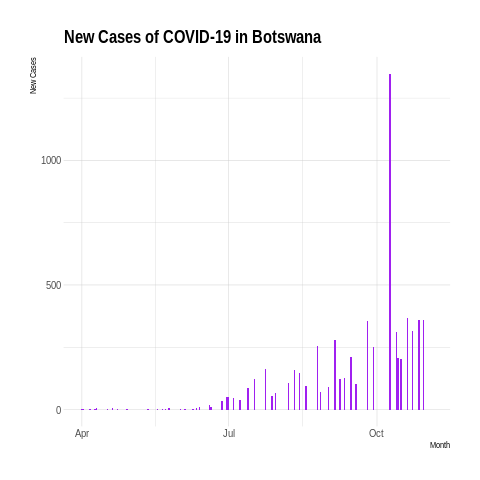 New Cases of COVID-19 in Botswana
New Cases
1000
500
0
Apr
Jul
Oct
Month